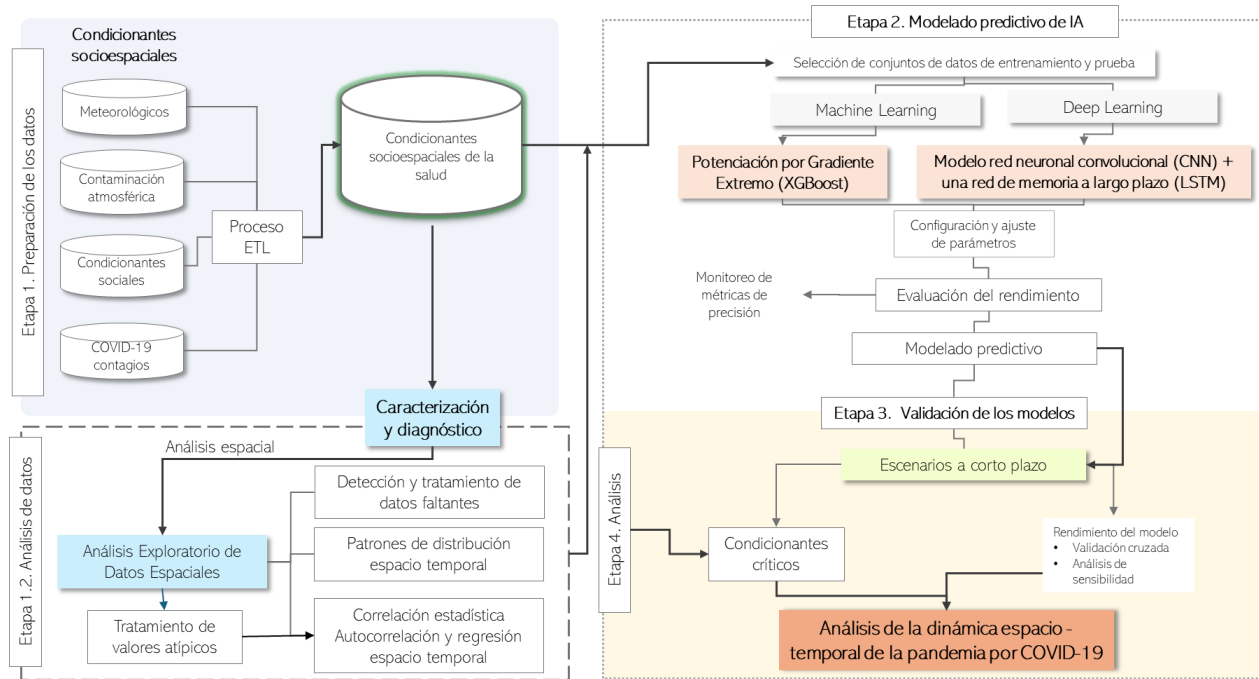 Condicionantes
socioespaciales
Etapa 1. Preparación de los datos
Meteorológicos
Contaminación
atmosférica
Condicionantes
sociales
COVID-19
contagios
Proceso
ETL
Condicionantes
socioespaciales de la
salud
Caracterización
y diagnóstico
Etapa 1.2. Análisis de datos
Análisis espacial
Análisis Exploratorio de
Datos Espaciales
Tratamiento de
valores atípicos
Detección y tratamiento de
datos faltantes
Patrones de distribución
espacio temporal
Correlación estadística
Autocorrelación y regresión
espacio temporal
Etapa 2. Modelado predictivo de IA
Selección de conjuntos de datos de entrenamiento y prueba
Machine Learning
Deep Learning
Potenciación por Gradiente
Extremo (XGBoost)
Modelo red neuronal convolucional (CNN) +
una red de memoria a largo plazo (LSTM)
Configuración y ajuste
de parámetros
Monitoreo de
métricas de
precisión
Evaluación del rendimiento
Modelado predictivo
Etapa 3. Validación de los modelos
Escenarios a corto plazo
Etapa 4. Análisis
Condicionantes
críticos
Rendimiento del modelo
• Validación cruzada
• Análisis de
sensibilidad
Análisis de la dinámica espacio -
temporal de la pandemia por COVID-19